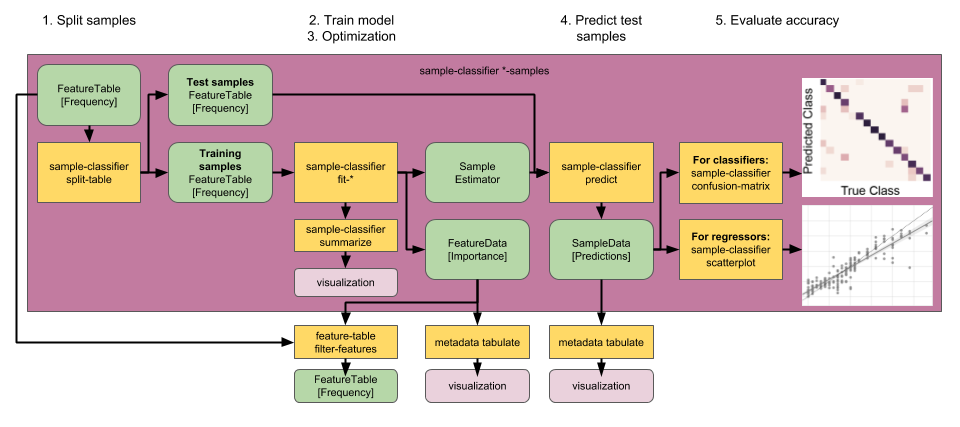 1. Split samples
2. Train model
3. Optimization
4. Predict test
samples
5. Evaluate accuracy
sample-classifier *-samples
FeatureTable
[Frequency]
Test samples
FeatureTable
[Frequency]
sample-classifier
split-table
Training
samples
FeatureTable
[Frequency]
sample-classifier
fit-*
Sample
Estimator
sample-classifier
predict
For classifiers:
sample-classifier
confusion-matrix
Predicted Class
True Class
sample-classifier
summarize
FeatureData
[Importance]
SampleData
[Predictions]
For regressors:
sample-classifier
scatterplot
visualization
feature-table
filter-features
metadata tabulate
metadata tabulate
FeatureTable
[Frequency]
visualization
visualization